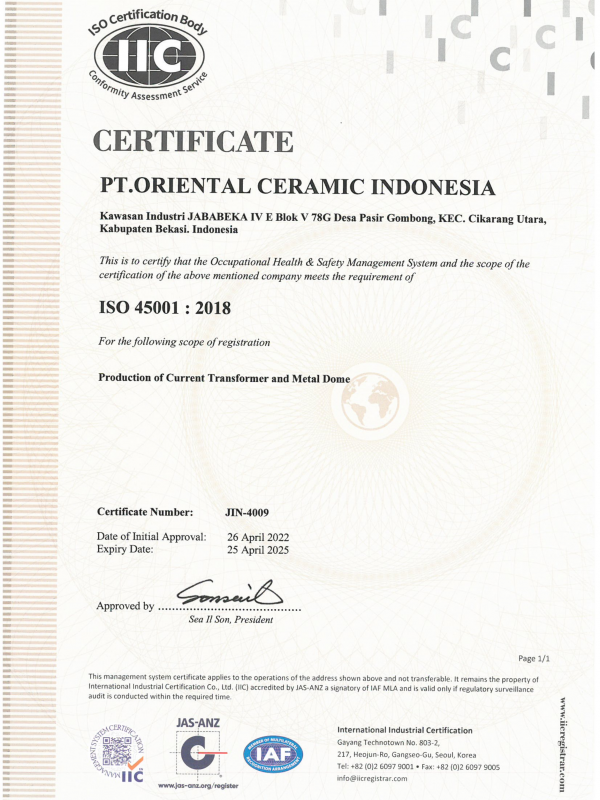 ISO Certification Body
IIC
Conformity Assessment Service
CERTIFICATE
PT.ORIENTAL CERAMIC INDONESIA
Kawasan Industri JABABEKA IV E Blok V 78G Desa Pasir Gombong, KEC. Cikarang Utara,
Kabupaten Bekasi. Indonesia
This is to certify that the Occupational Health & Safety Management System and the scope of the
certification of the above mentioned company meets the requirement of
ISO 45001 : 2018
For the following scope of registration
Production of Current Transformer and Metal Dome
Certificate Number: JIN-4009
Date of Initial Approval: 26 April 2022
Expiry Date: 25 April 2025
Approved by
Sea Il Son, President
Page 1/1
This management system certificate applies to the operations of the address shown above and not transferable. It remains the property of
International Industrial Certification Co., Ltd. (IIC) accredited by JAS-ANZ a signatory of IAF MLA and is valid only if regulatory surveillance
audit is conducted within the required time.
www.iicregistrar.com
MANAGEMENT SYSTEM CERTIFICATION
IIC
JAS-ANZ
C
www.jas-anz.org/register
MEMBER OF MULTILATERAL
IAF
RECOGNITION ARRANGEMENT
International Industrial Certification
Gayang Technotown No. 803-2,
217, Heojun-Ro, Gangseo-Gu, Seoul, Korea
Tel: +82 (0)2 6097 9001 • Fax: +82 (0)2 6097 9005
info@iicregistrar.com